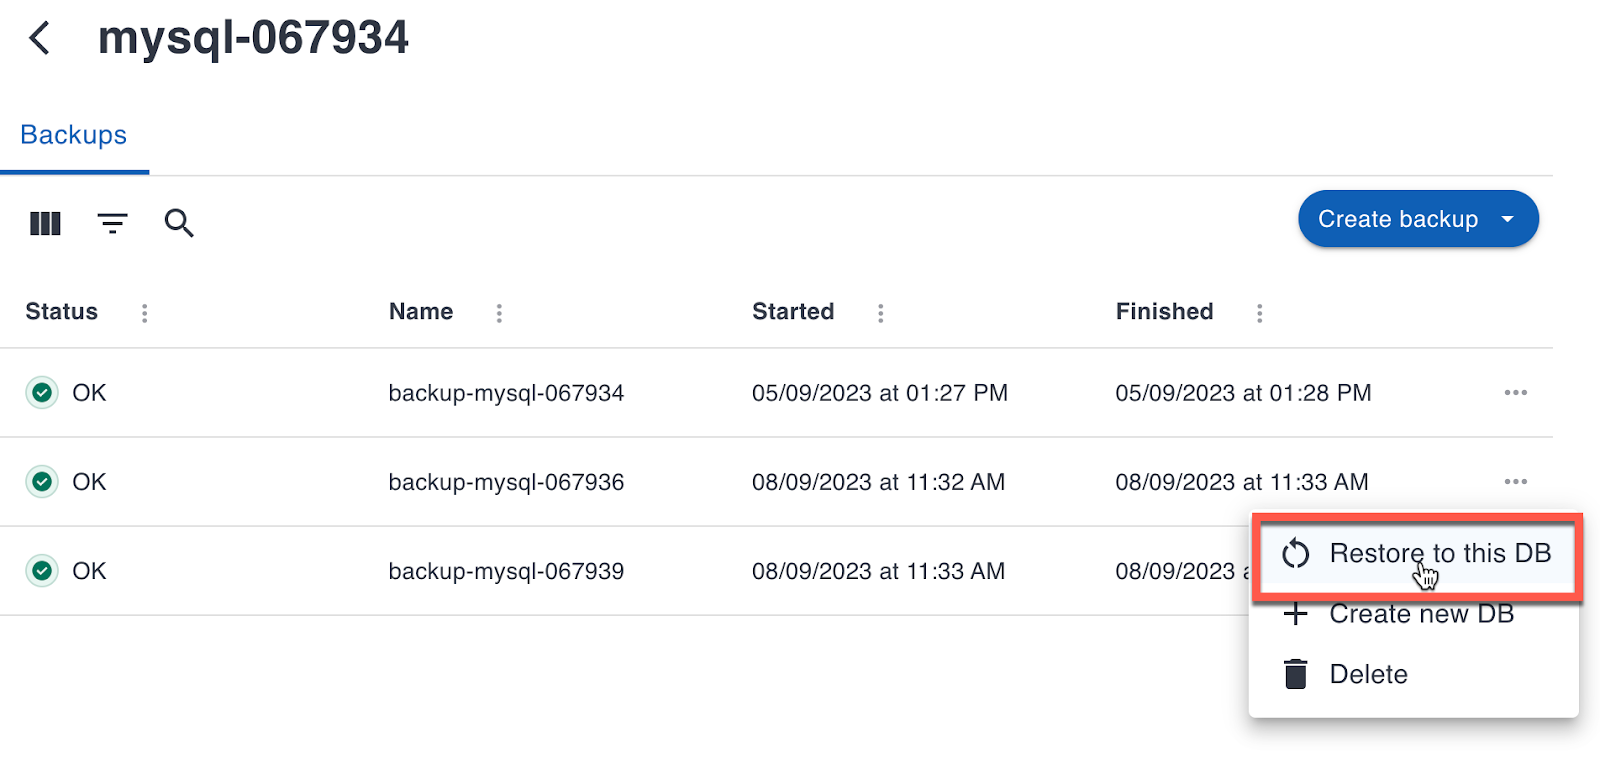 mysql-067934
Backups
Create backup
Status Name Started Finished
OK backup-mysql-067934 05/09/2023 at 01:27 PM 05/09/2023 at 01:28 PM
OK backup-mysql-067936 08/09/2023 at 11:32 AM 08/09/2023 at 11:33 AM
OK backup-mysql-067939 08/09/2023 at 11:33 AM 08/09/2023
Restore to this DB
Create new DB
Delete